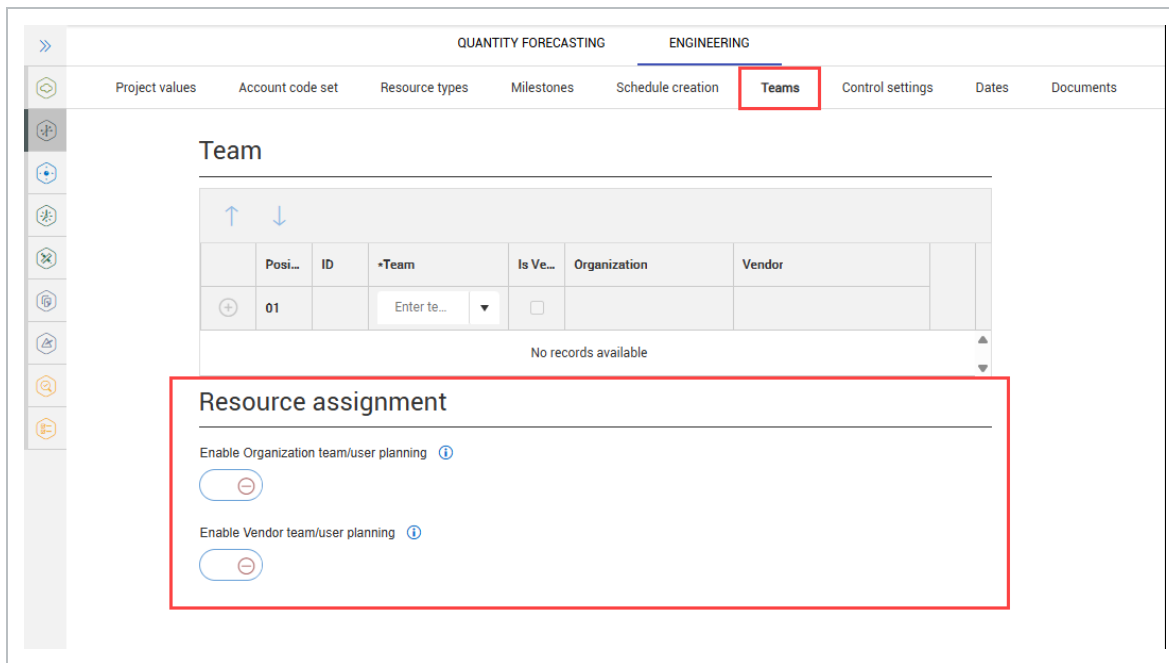 QUANTITY FORECASTING ENGINEERING
Project values Account code set Resource types Milestones Schedule creation Teams Control settings Dates Documents
Team
Posi... ID *Team Is Ve... Organization Vendor
01 Enter te...
No records available
Resource assignment
Enable Organization team/user planning
Enable Vendor team/user planning